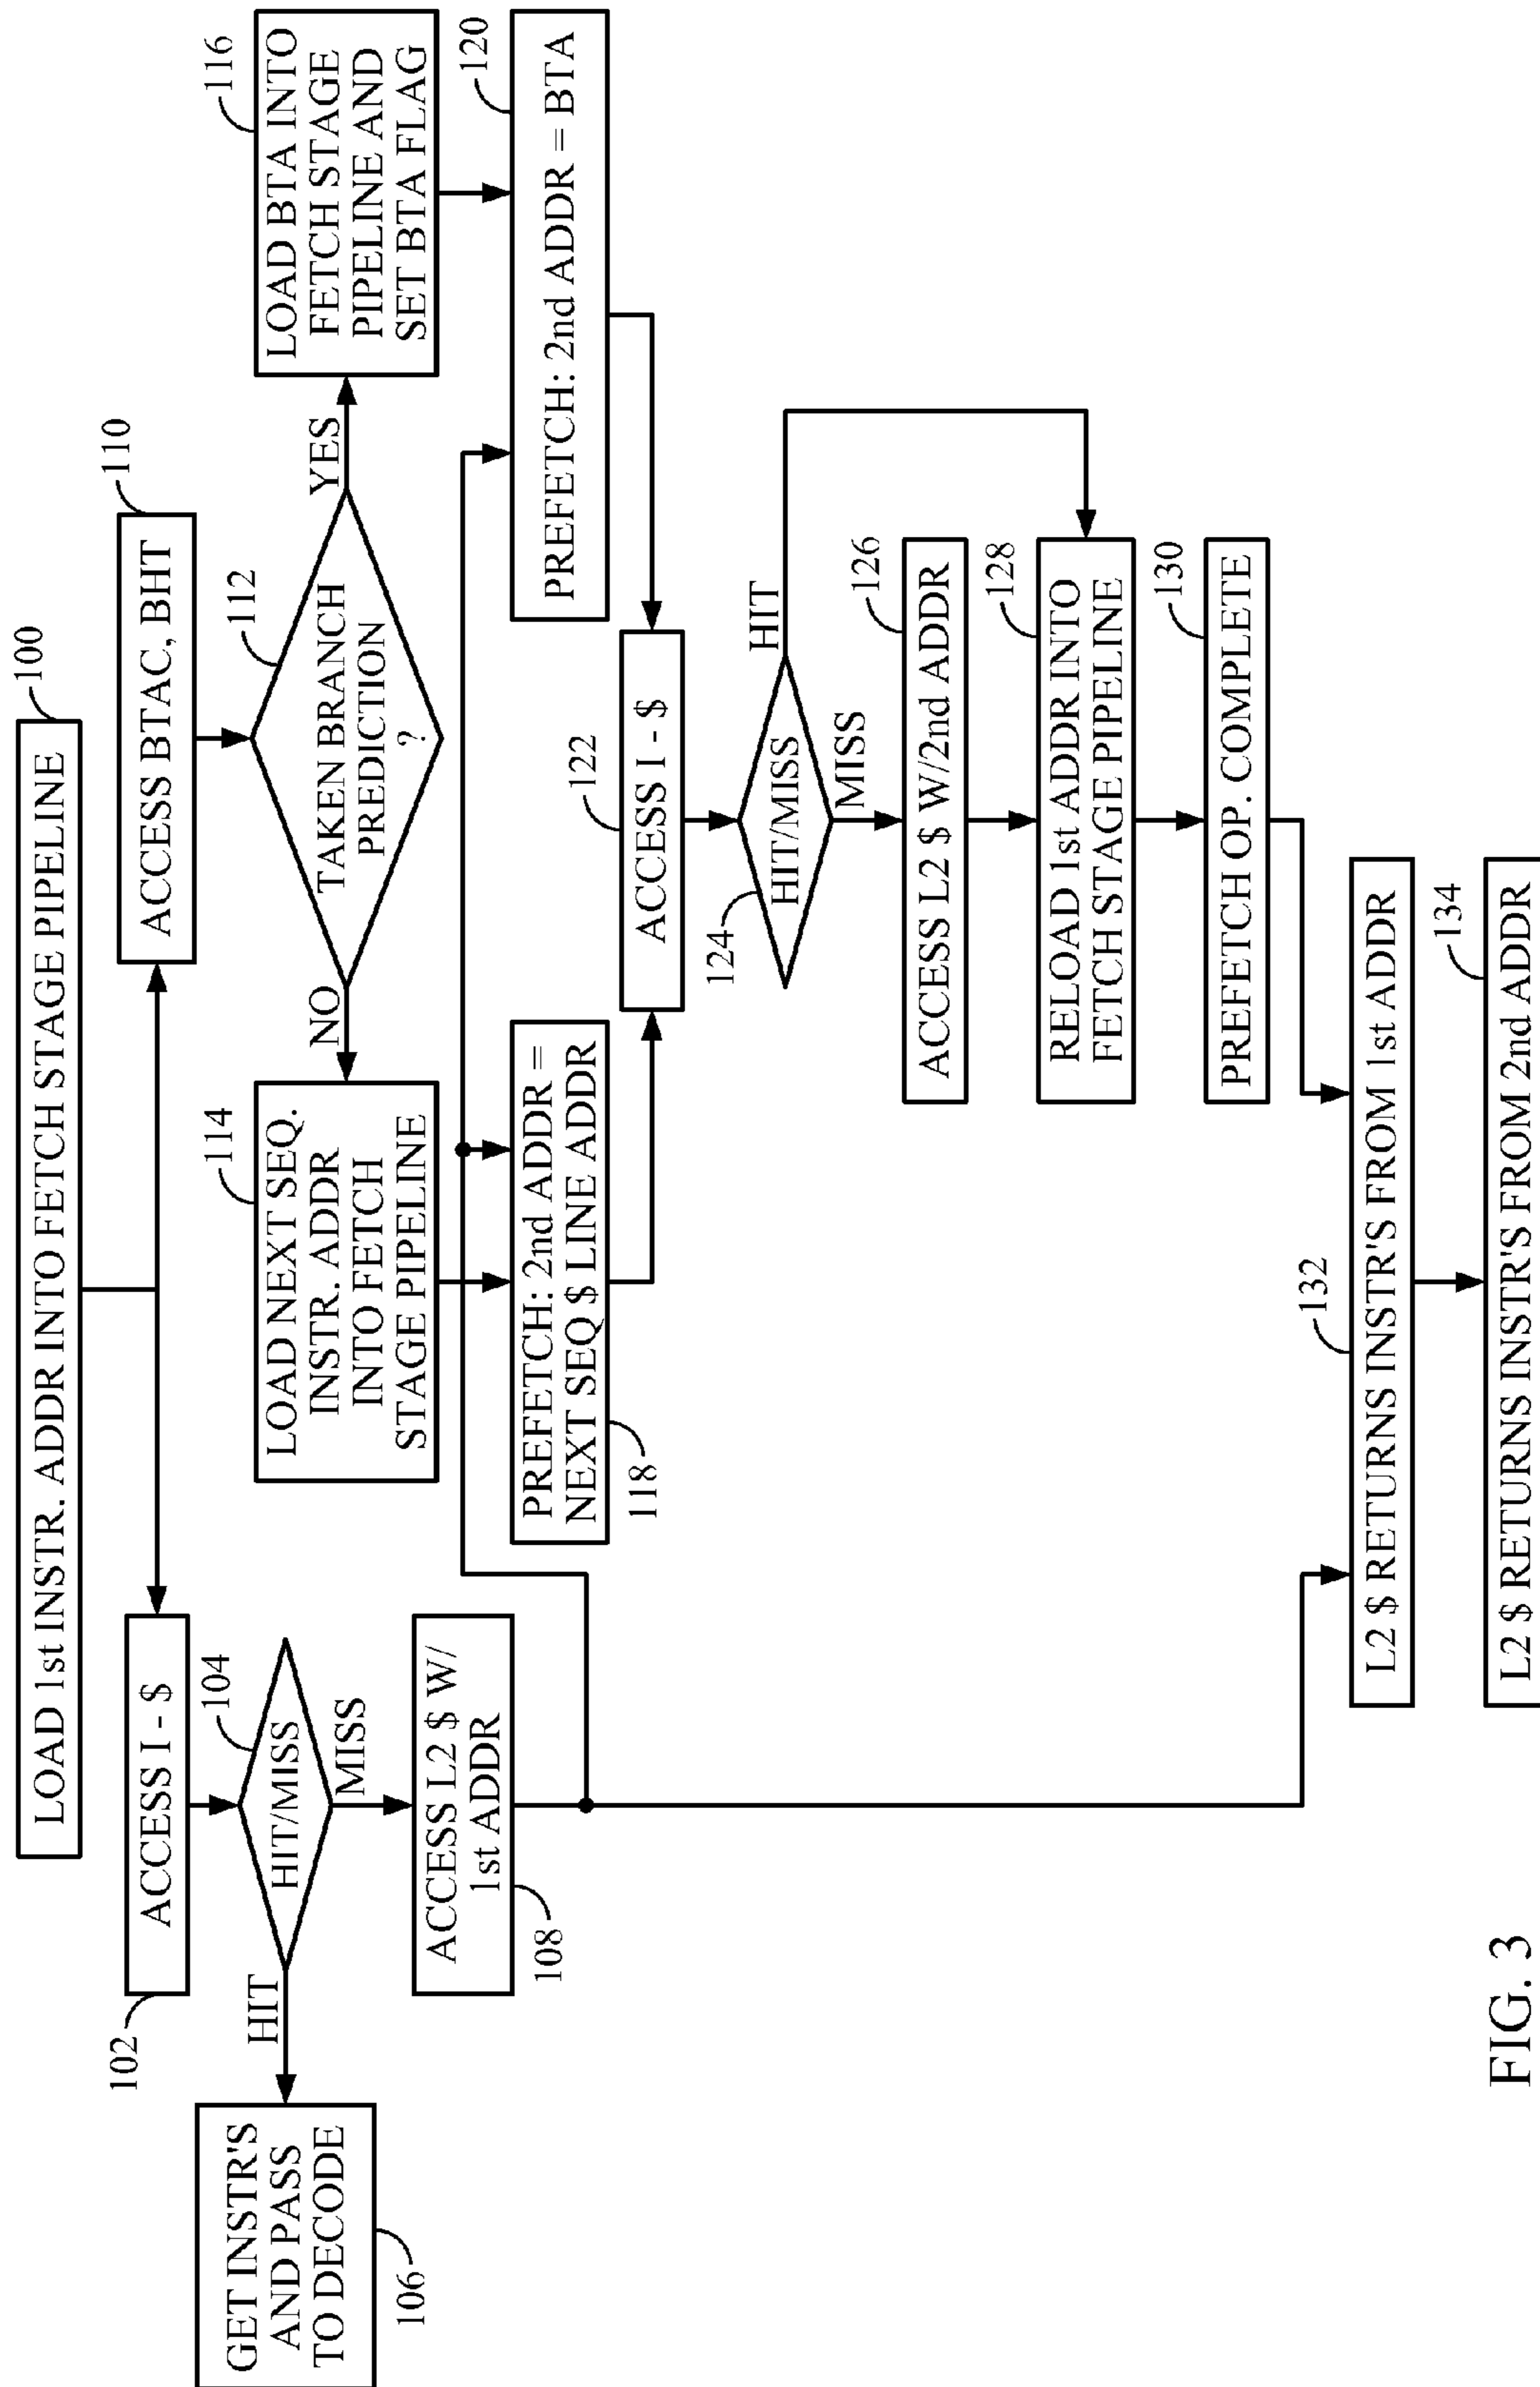 100
LOAD 1st INSTR. ADDR INTO FETCH STAGE PIPELINE
102
ACCESS I - $
104
HIT/MISS
HIT
MISS
GET INSTR'S
AND PASS
TO DECODE
106
ACCESS L2 $ W/
1st ADDR
108
110
ACCESS BTAC, BHT
112
TAKEN BRANCH
PREDICTION
?
NO
YES
114
LOAD NEXT SEQ.
INSTR. ADDR
INTO FETCH
STAGE PIPELINE
116
LOAD BTA INTO
FETCH STAGE
PIPELINE AND
SET BTA FLAG
PREFETCH: 2nd ADDR =
NEXT SEQ $ LINE ADDR
118
120
PREFETCH: 2nd ADDR = BTA
122
ACCESS I - $
124
HIT/MISS
HIT
MISS
126
ACCESS L2 $ W/2nd ADDR
128
RELOAD 1st ADDR INTO
FETCH STAGE PIPELINE
130
PREFETCH OP. COMPLETE
132
L2 $ RETURNS INSTR'S FROM 1st ADDR
134
L2 $ RETURNS INSTR'S FROM 2nd ADDR
FIG. 3